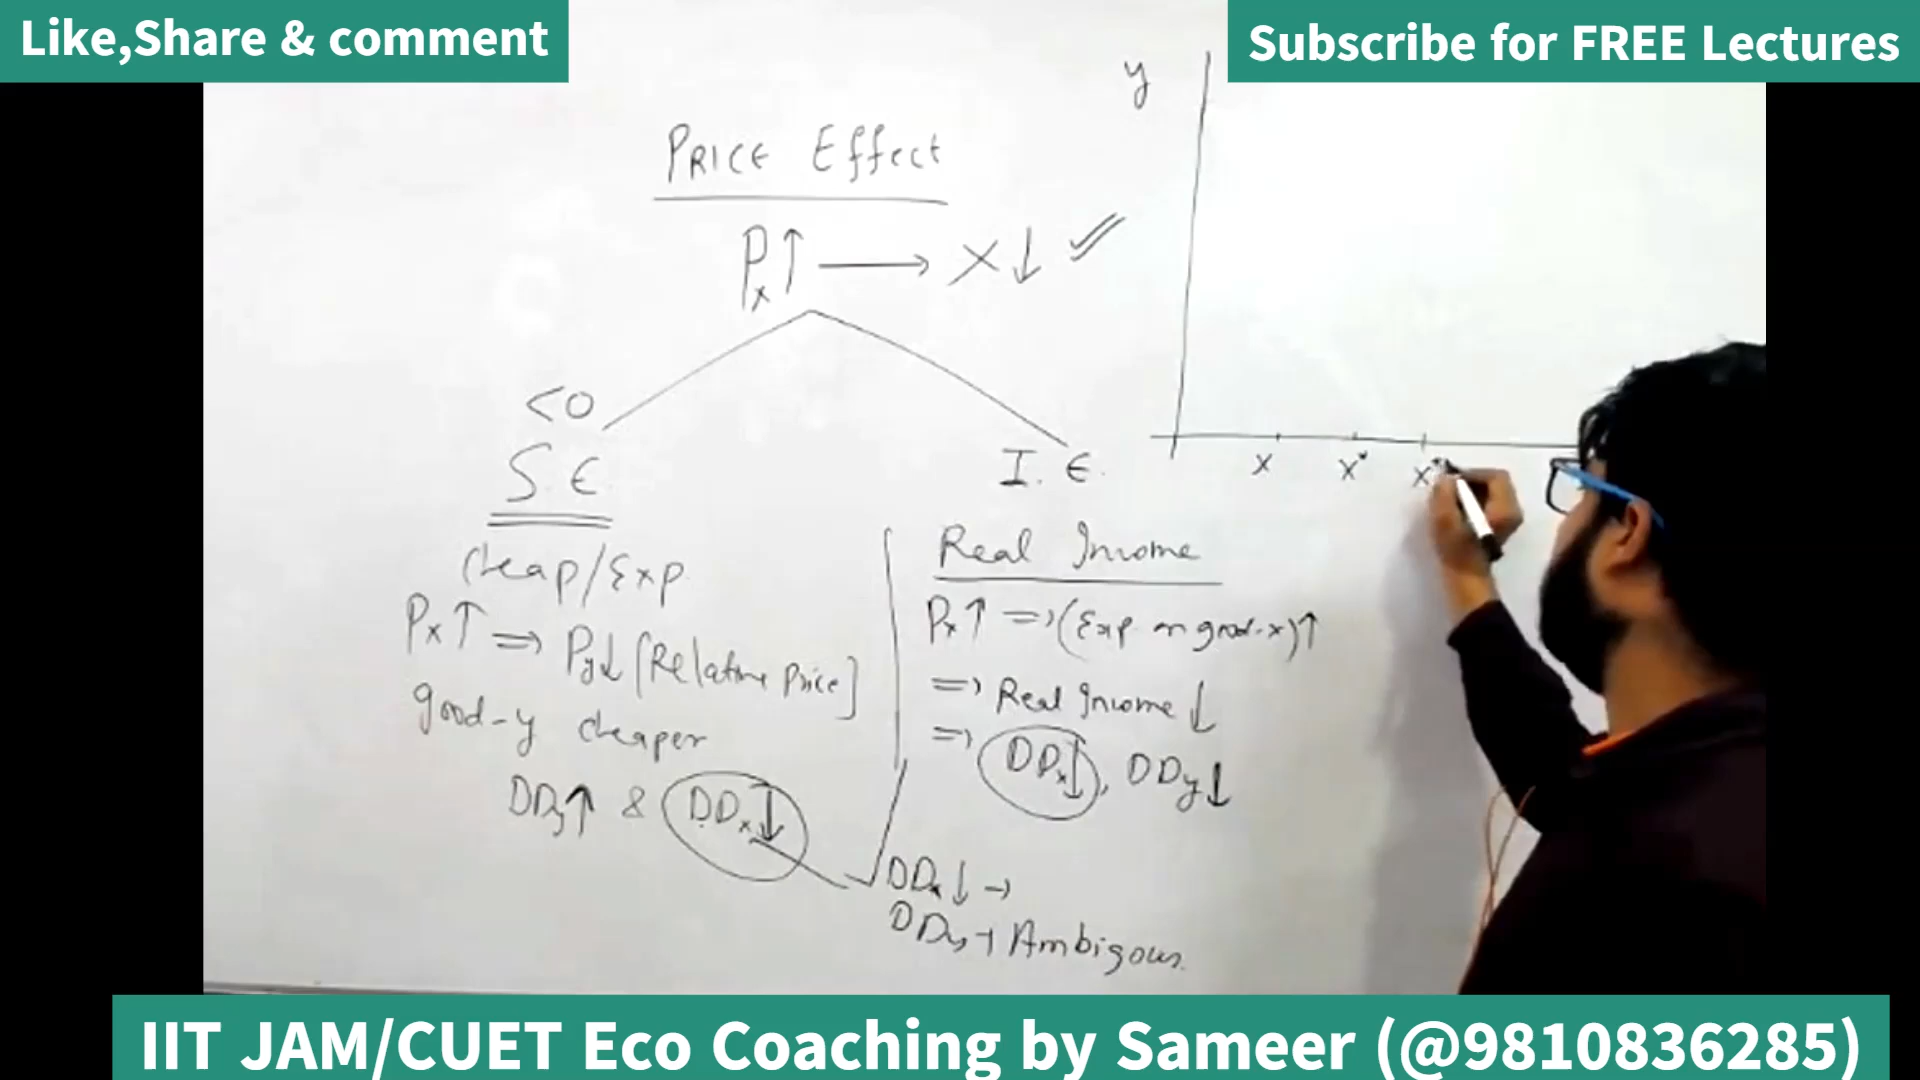 Like,Share & comment
Subscribe for FREE Lectures
y
PRICE Effect
Px↑ → X↓ ✓
<0
S.E
I.E.
Cheap/Exp.
Px↑ => Py↓ [Relative Price]
good-y cheaper
DDy↑ & DDx↓
Real Income
Px↑ => (Exp. on good-x)↑
=> Real Income↓
=> DDx↓, DDy↓
DDx↓ →
DDy → Ambigous.
x x* x*
IIT JAM/CUET Eco Coaching by Sameer (@9810836285)